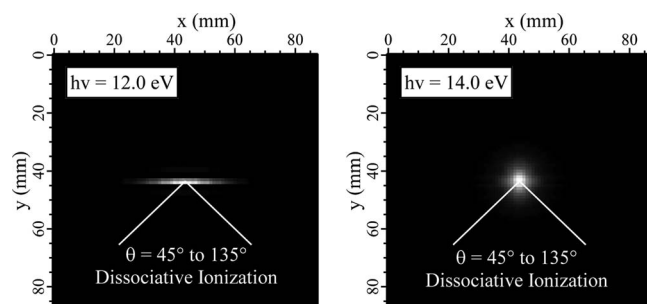 x (mm)
0 20 40 60 80
y (mm)
0
20
40
60
80
hν = 12.0 eV
θ = 45° to 135°
Dissociative Ionization
x (mm)
0 20 40 60 80
y (mm)
0
20
40
60
80
hν = 14.0 eV
θ = 45° to 135°
Dissociative Ionization